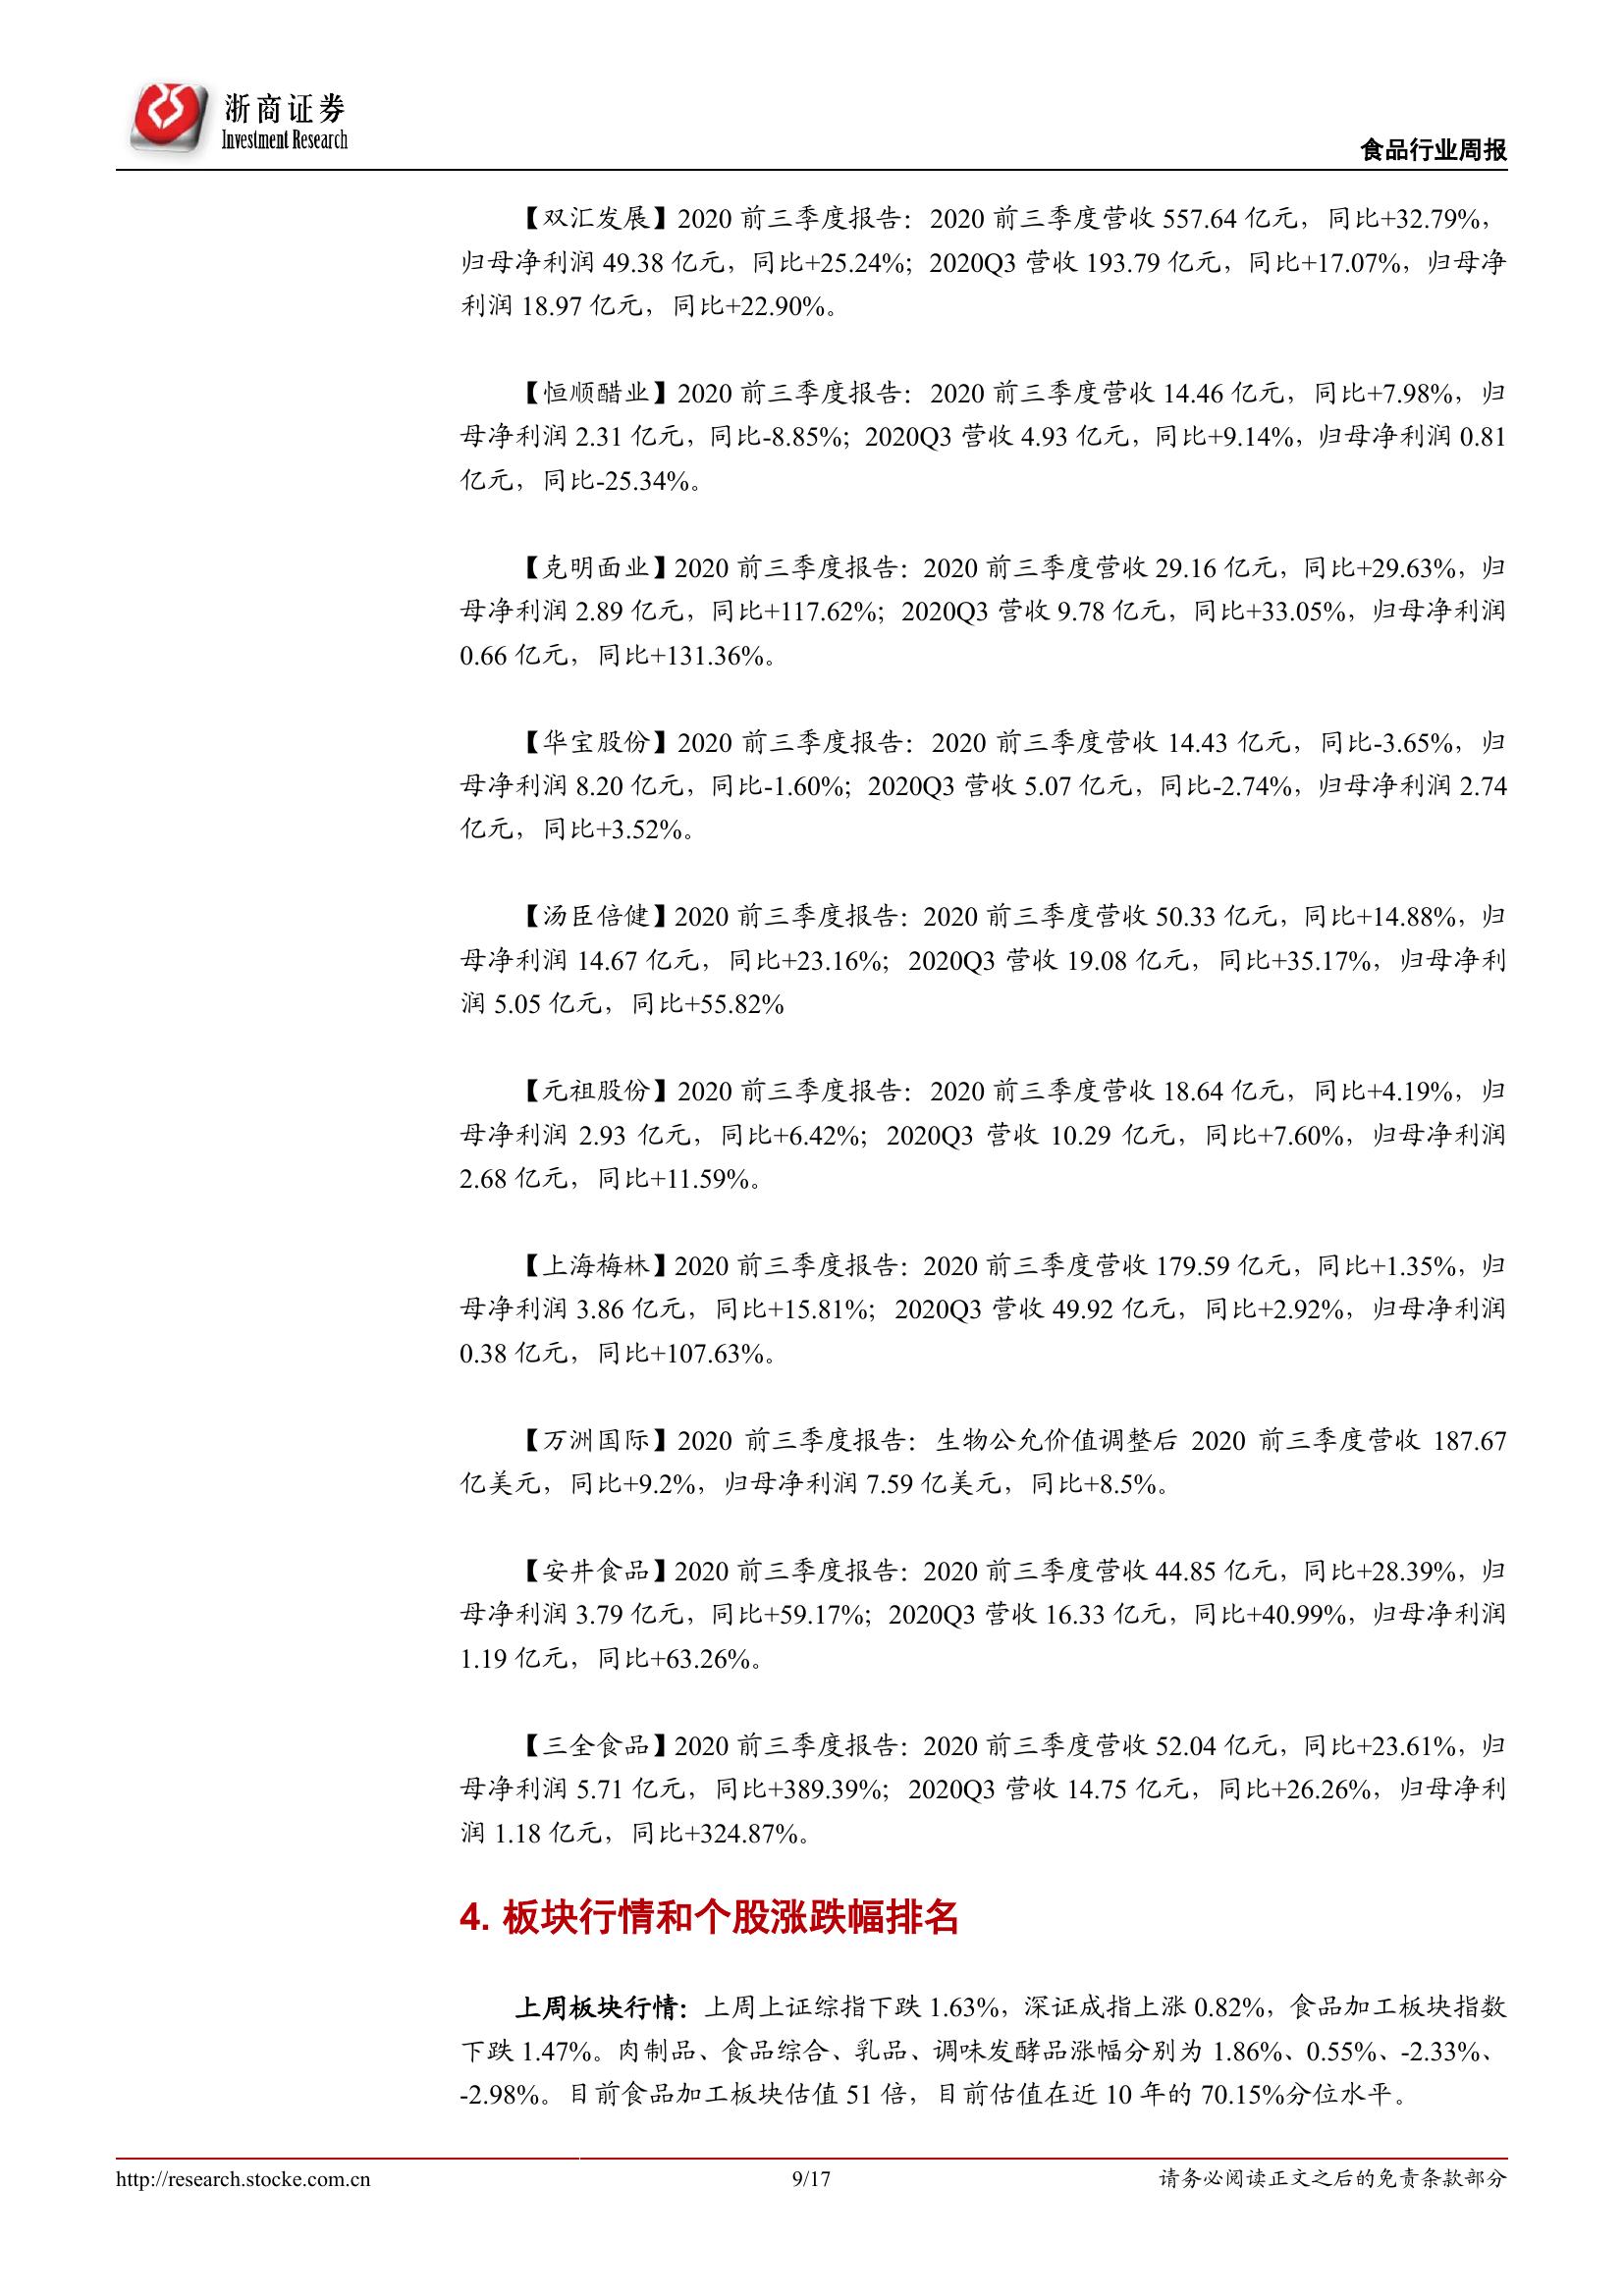 浙商证券
Investment Research
食品行业周报
【双汇发展】2020 前三季度报告：2020 前三季度营收 557.64 亿元，同比+32.79%，
归母净利润 49.38 亿元，同比+25.24%；2020Q3 营收 193.79 亿元，同比+17.07%，归母净
利润 18.97 亿元，同比+22.90%。
【恒顺醋业】2020 前三季度报告：2020 前三季度营收 14.46 亿元，同比+7.98%，归
母净利润 2.31 亿元，同比-8.85%；2020Q3 营收 4.93 亿元，同比+9.14%，归母净利润 0.81
亿元，同比-25.34%。
【克明面业】2020 前三季度报告：2020 前三季度营收 29.16 亿元，同比+29.63%，归
母净利润 2.89 亿元，同比+117.62%；2020Q3 营收 9.78 亿元，同比+33.05%，归母净利润
0.66 亿元，同比+131.36%。
【华宝股份】2020 前三季度报告：2020 前三季度营收 14.43 亿元，同比-3.65%，归
母净利润 8.20 亿元，同比-1.60%；2020Q3 营收 5.07 亿元，同比-2.74%，归母净利润 2.74
亿元，同比+3.52%。
【汤臣倍健】2020 前三季度报告：2020 前三季度营收 50.33 亿元，同比+14.88%，归
母净利润 14.67 亿元，同比+23.16%；2020Q3 营收 19.08 亿元，同比+35.17%，归母净利
润 5.05 亿元，同比+55.82%
【元祖股份】2020 前三季度报告：2020 前三季度营收 18.64 亿元，同比+4.19%，归
母净利润 2.93 亿元，同比+6.42%；2020Q3 营收 10.29 亿元，同比+7.60%，归母净利润
2.68 亿元，同比+11.59%。
【上海梅林】2020 前三季度报告：2020 前三季度营收 179.59 亿元，同比+1.35%，归
母净利润 3.86 亿元，同比+15.81%；2020Q3 营收 49.92 亿元，同比+2.92%，归母净利润
0.38 亿元，同比+107.63%。
【万洲国际】2020 前三季度报告：生物公允价值调整后 2020 前三季度营收 187.67
亿美元，同比+9.2%，归母净利润 7.59 亿美元，同比+8.5%。
【安井食品】2020 前三季度报告：2020 前三季度营收 44.85 亿元，同比+28.39%，归
母净利润 3.79 亿元，同比+59.17%；2020Q3 营收 16.33 亿元，同比+40.99%，归母净利润
1.19 亿元，同比+63.26%。
【三全食品】2020 前三季度报告：2020 前三季度营收 52.04 亿元，同比+23.61%，归
母净利润 5.71 亿元，同比+389.39%；2020Q3 营收 14.75 亿元，同比+26.26%，归母净利
润 1.18 亿元，同比+324.87%。
4. 板块行情和个股涨跌幅排名
上周板块行情：上周上证综指下跌 1.63%，深证成指上涨 0.82%，食品加工板块指数
下跌 1.47%。肉制品、食品综合、乳品、调味发酵品涨幅分别为 1.86%、0.55%、-2.33%、
-2.98%。目前食品加工板块估值 51 倍，目前估值在近 10 年的 70.15%分位水平。
http://research.stocke.com.cn
9/17
请务必阅读正文之后的免责条款部分